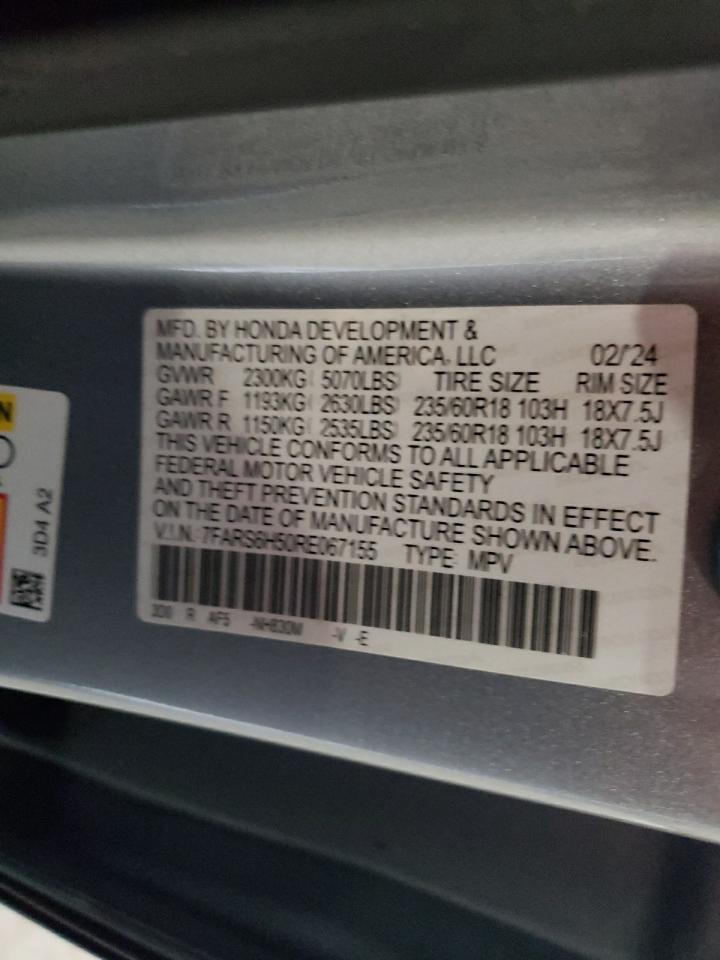 MFD. BY HONDA DEVELOPMENT &
MANUFACTURING OF AMERICA, LLC 02/'24
GVWR 2300KG( 5070LBS) TIRE SIZE RIM SIZE
GAWR F 1193KG( 2630LBS) 235/60R18 103H 18X7.5J
GAWR R 1150KG( 2535LBS) 235/60R18 103H 18X7.5J
THIS VEHICLE CONFORMS TO ALL APPLICABLE
FEDERAL MOTOR VEHICLE SAFETY
AND THEFT PREVENTION STANDARDS IN EFFECT
ON THE DATE OF MANUFACTURE SHOWN ABOVE.
V.I.N.: 7FARS6H50RE067155 TYPE: MPV
3D0 R AF5 -NH830M -V -E
N
3D4 A2